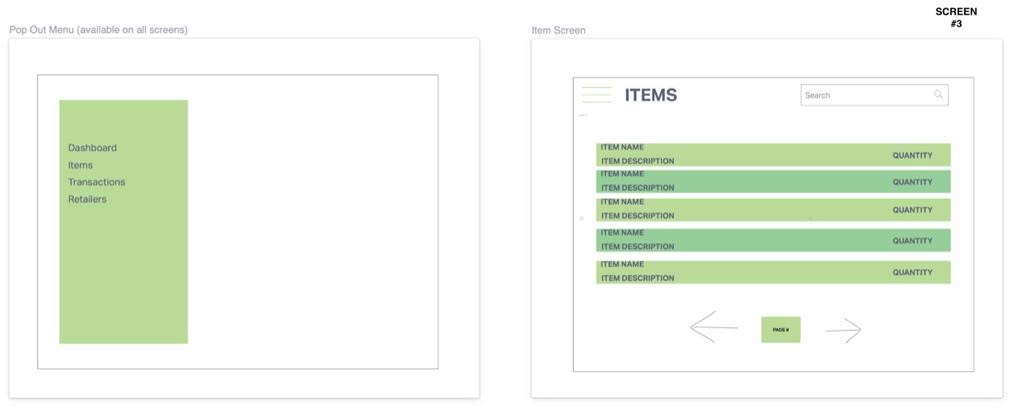 SCREEN
#3
Pop Out Menu (available on all screens)
Dashboard
Items
Transactions
Retailers
Item Screen
ITEMS
Search
ITEM NAME
ITEM DESCRIPTION
QUANTITY
ITEM NAME
ITEM DESCRIPTION
QUANTITY
ITEM NAME
ITEM DESCRIPTION
QUANTITY
ITEM NAME
ITEM DESCRIPTION
QUANTITY
ITEM NAME
ITEM DESCRIPTION
QUANTITY
PAGE #